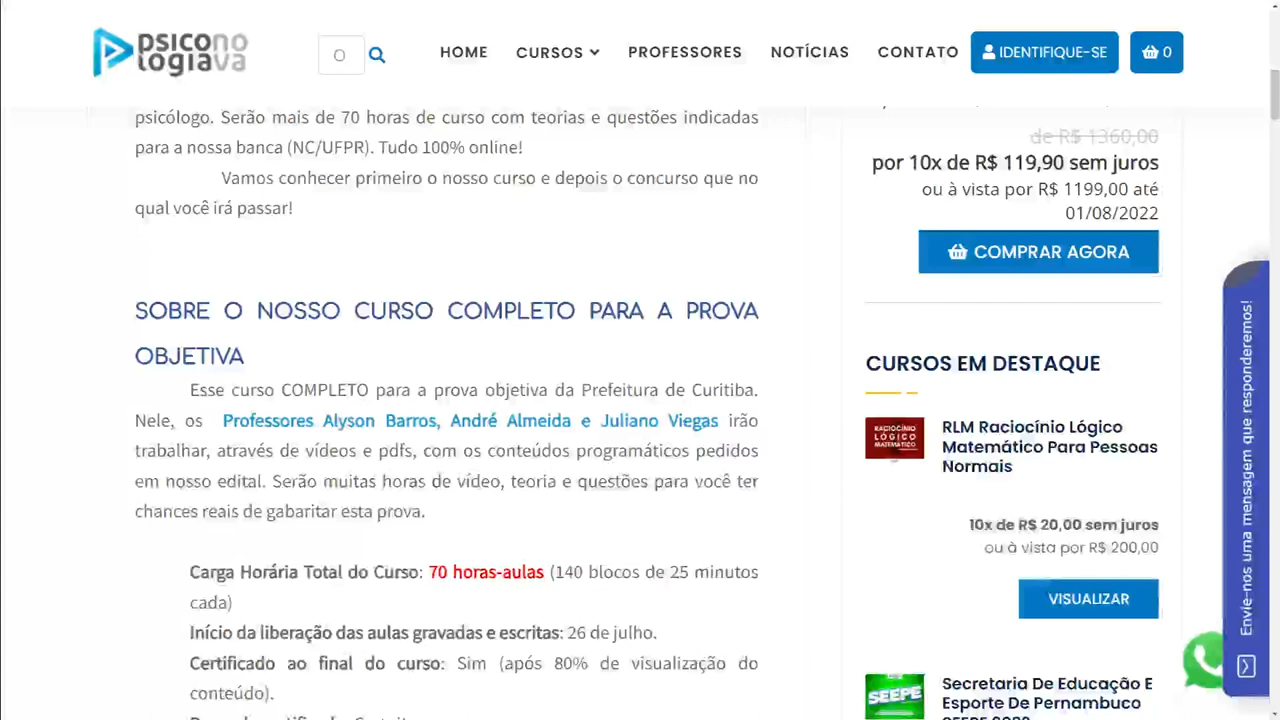 psicono
logiava
O
HOME
CURSOS
PROFESSORES
NOTÍCIAS
CONTATO
IDENTIFIQUE-SE
0
psicólogo. Serão mais de 70 horas de curso com teorias e questões indicadas
para a nossa banca (NC/UFPR). Tudo 100% online!
Vamos conhecer primeiro o nosso curso e depois o concurso que no
qual você irá passar!
SOBRE O NOSSO CURSO COMPLETO PARA A PROVA
OBJETIVA
Esse curso COMPLETO para a prova objetiva da Prefeitura de Curitiba.
Nele, os Professores Alyson Barros, André Almeida e Juliano Viegas irão
trabalhar, através de vídeos e pdfs, com os conteúdos programáticos pedidos
em nosso edital. Serão muitas horas de vídeo, teoria e questões para você ter
chances reais de gabaritar esta prova.
Carga Horária Total do Curso: 70 horas-aulas (140 blocos de 25 minutos
cada)
Início da liberação das aulas gravadas e escritas: 26 de julho.
Certificado ao final do curso: Sim (após 80% de visualização do
conteúdo).
de R$ 1360,00
por 10x de R$ 119,90 sem juros
ou à vista por R$ 1199,00 até
01/08/2022
COMPRAR AGORA
CURSOS EM DESTAQUE
RACIOCÍNIO
LÓGICO
MATEMÁTICO
RLM Raciocínio Lógico
Matemático Para Pessoas
Normais
10x de R$ 20,00 sem juros
ou à vista por R$ 200,00
VISUALIZAR
SEEPE
Secretaria De Educação E
Esporte De Pernambuco
Envie-nos uma mensagem que responderemos!